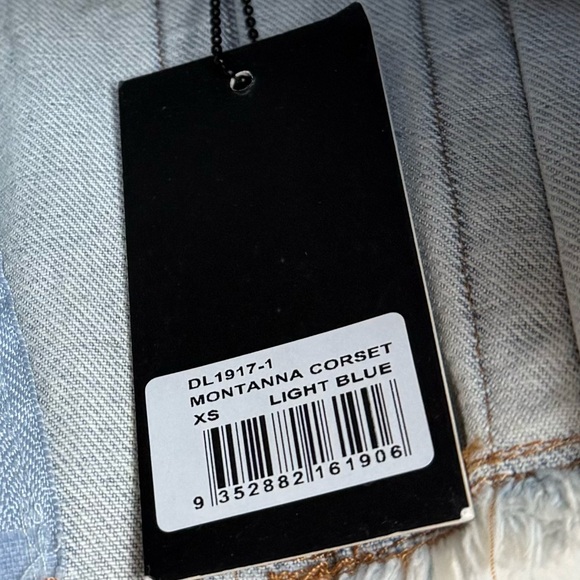 DL1917-1
MONTANNA CORSET
XS LIGHT BLUE
9 352882 161906